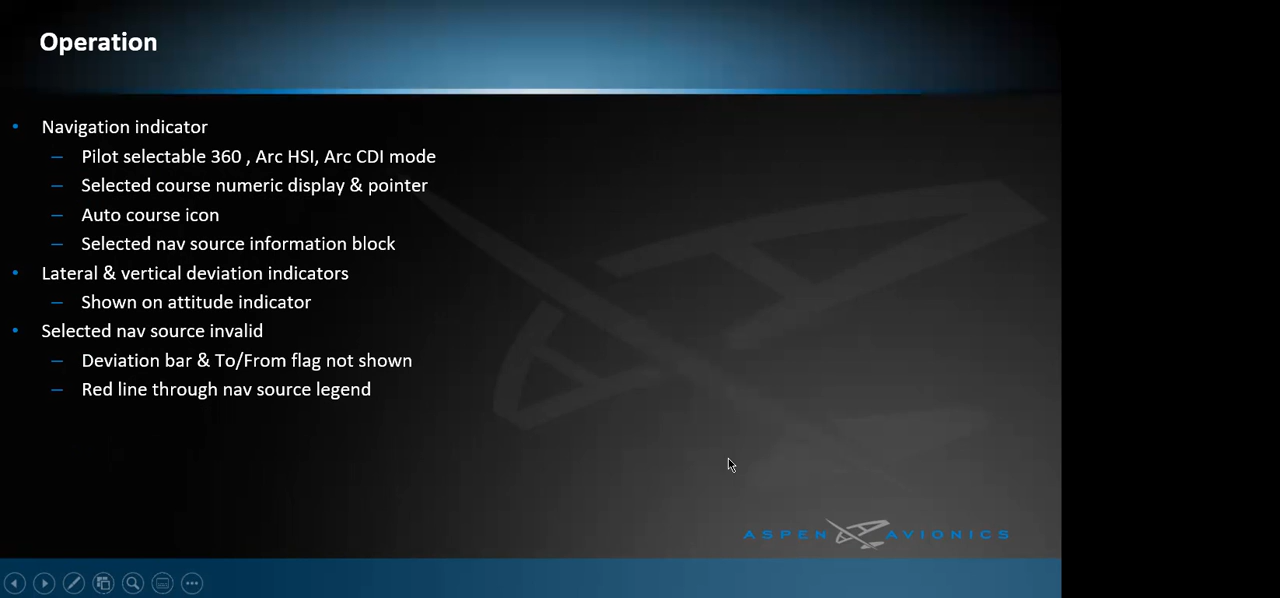 Operation
• Navigation indicator
– Pilot selectable 360 , Arc HSI, Arc CDI mode
– Selected course numeric display & pointer
– Auto course icon
– Selected nav source information block
• Lateral & vertical deviation indicators
– Shown on attitude indicator
• Selected nav source invalid
– Deviation bar & To/From flag not shown
– Red line through nav source legend
ASPEN AVIONICS